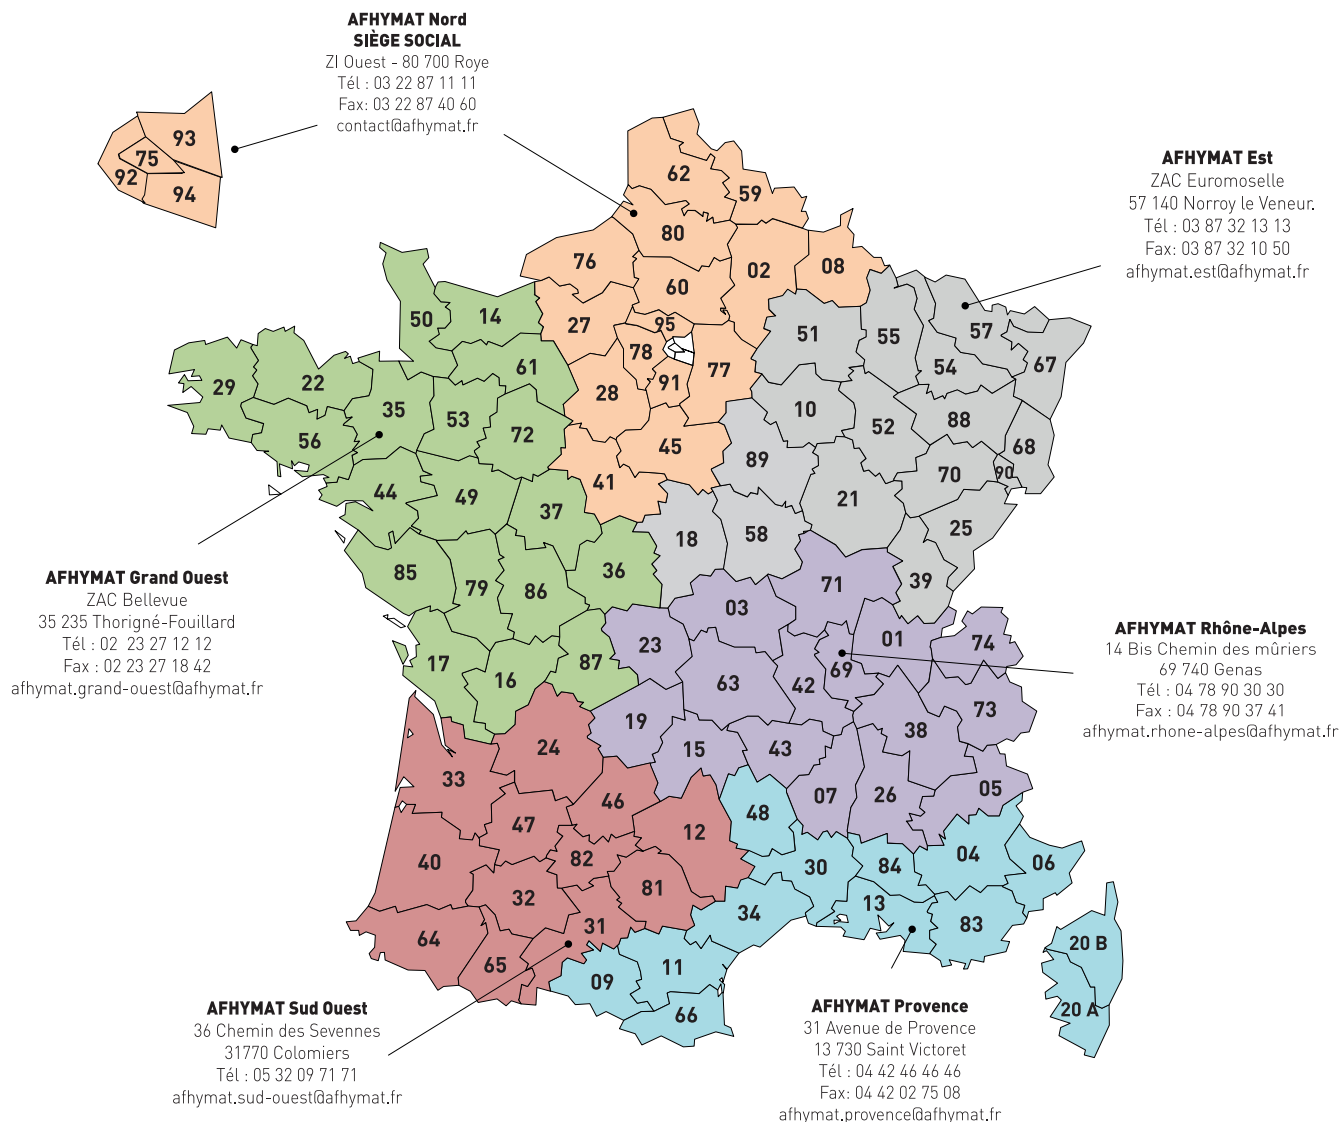 AFHYMAT Nord
SIÈGE SOCIAL
ZI Ouest - 80 700 Roye
Tél : 03 22 87 11 11
Fax: 03 22 87 40 60
contact@afhymat.fr
93
75
92
94
AFHYMAT Est
ZAC Euromoselle
57 140 Norroy le Veneur.
Tél : 03 87 32 13 13
Fax: 03 87 32 10 50
afhymat.est@afhymat.fr
62
59
80
76
02
08
60
27
95
78
77
91
28
45
41
50
14
61
29
22
35
53
72
56
44
49
37
85
79
86
36
17
16
87
51
55
57
67
54
10
52
88
68
89
70
90
21
25
18
58
39
71
03
01
74
23
69
63
42
19
73
38
15
43
07
26
05
24
33
46
47
12
40
82
32
81
31
64
65
48
30
84
04
06
13
34
83
09
11
66
20 B
20 A
AFHYMAT Grand Ouest
ZAC Bellevue
35 235 Thorigné-Fouillard
Tél : 02 23 27 12 12
Fax : 02 23 27 18 42
afhymat.grand-ouest@afhymat.fr
AFHYMAT Rhône-Alpes
14 Bis Chemin des mûriers
69 740 Genas
Tél : 04 78 90 30 30
Fax : 04 78 90 37 41
afhymat.rhone-alpes@afhymat.fr
AFHYMAT Sud Ouest
36 Chemin des Sevennes
31770 Colomiers
Tél : 05 32 09 71 71
afhymat.sud-ouest@afhymat.fr
AFHYMAT Provence
31 Avenue de Provence
13 730 Saint Victoret
Tél : 04 42 46 46 46
Fax: 04 42 02 75 08
afhymat.provence@afhymat.fr